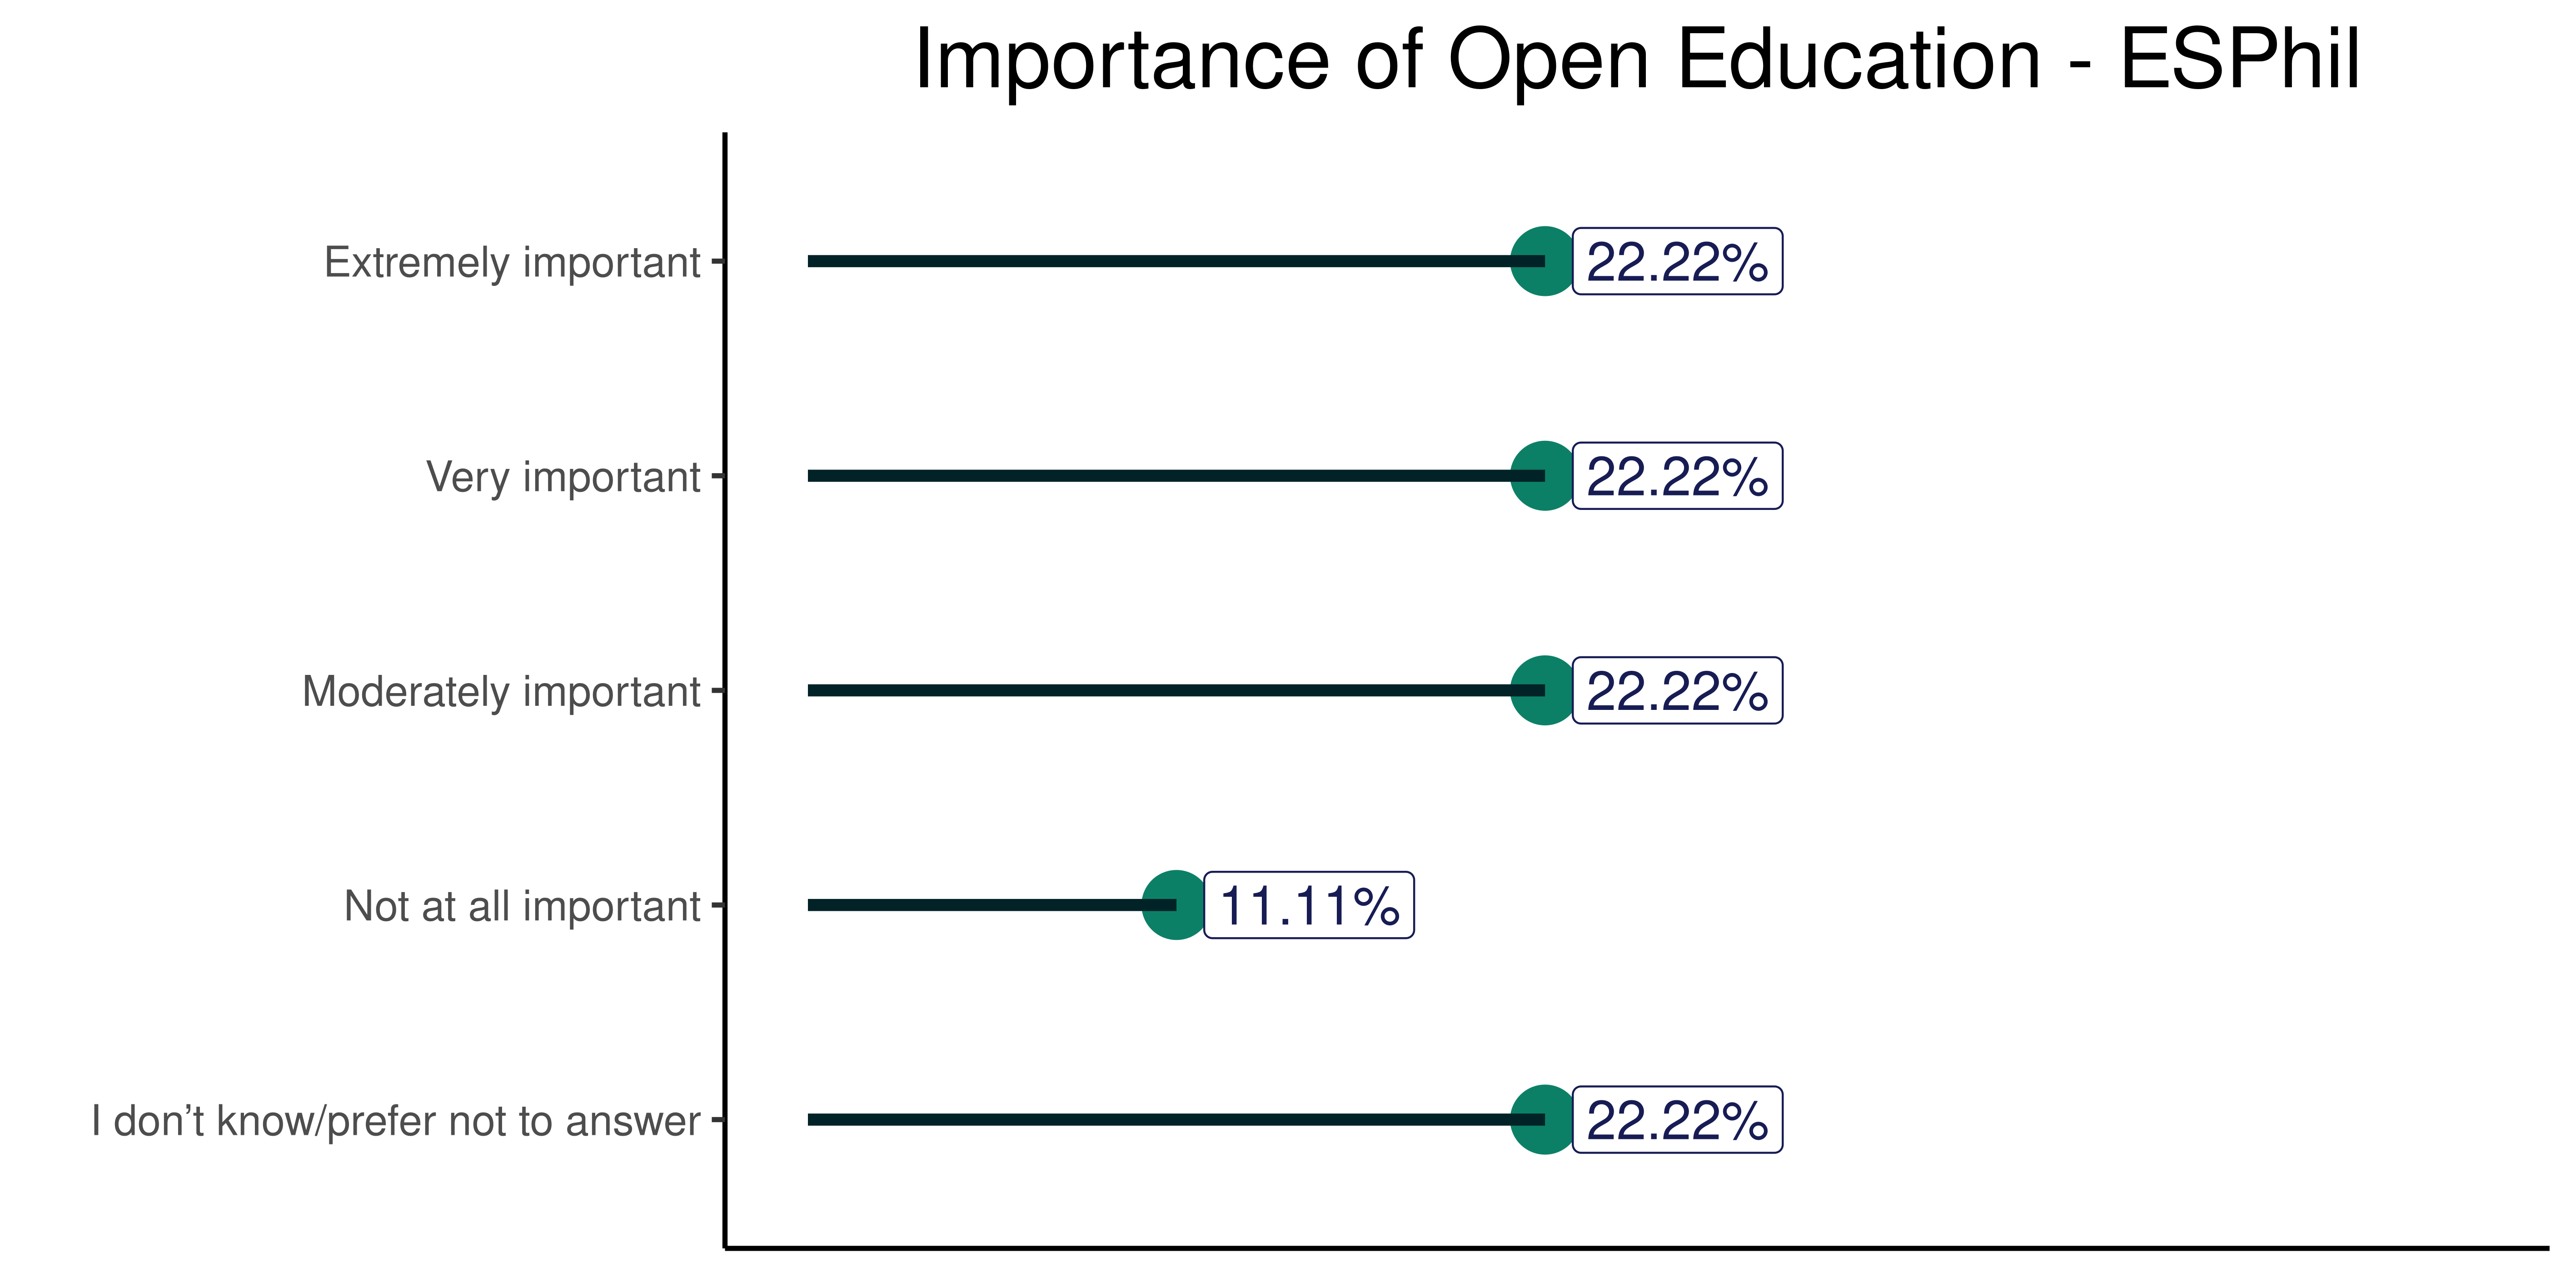 Importance of Open Education - ESPhil
Extremely important
22.22%
Very important
22.22%
Moderately important
22.22%
Not at all important
11.11%
I don’t know/prefer not to answer
22.22%